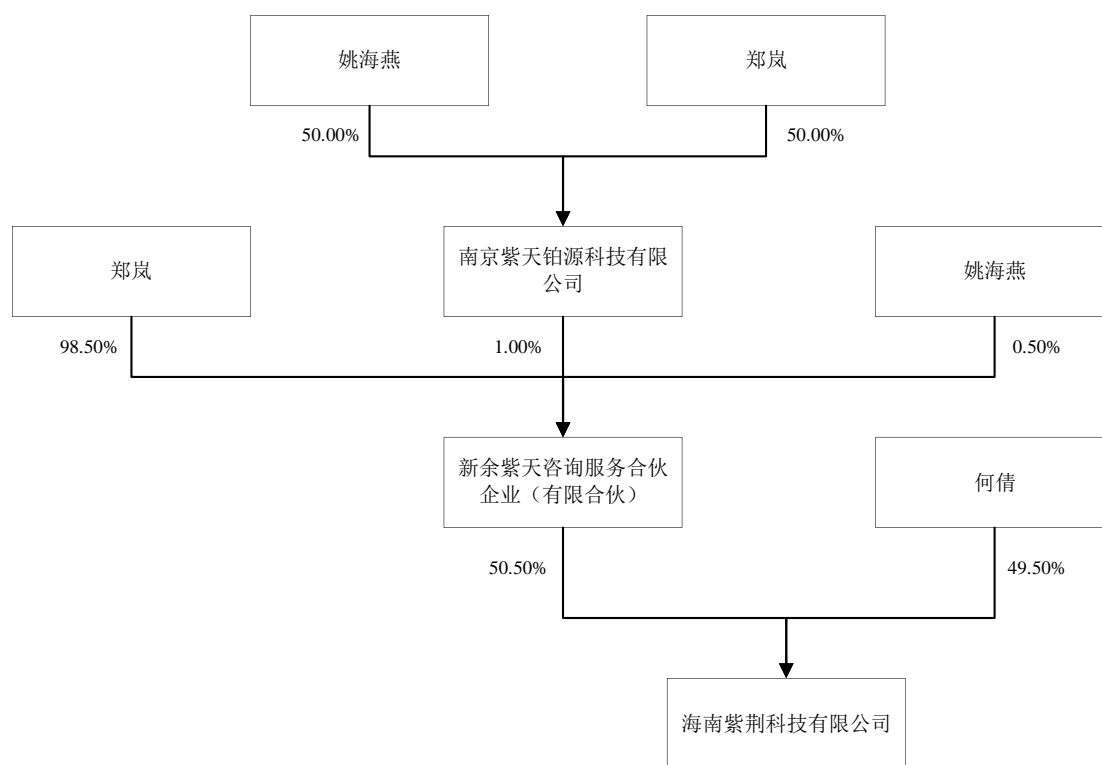 姚海燕
郑岚
50.00%
50.00%
郑岚
南京紫天铂源科技有限
公司
姚海燕
98.50%
1.00%
0.50%
新余紫天咨询服务合伙
企业（有限合伙）
何倩
50.50%
49.50%
海南紫荆科技有限公司